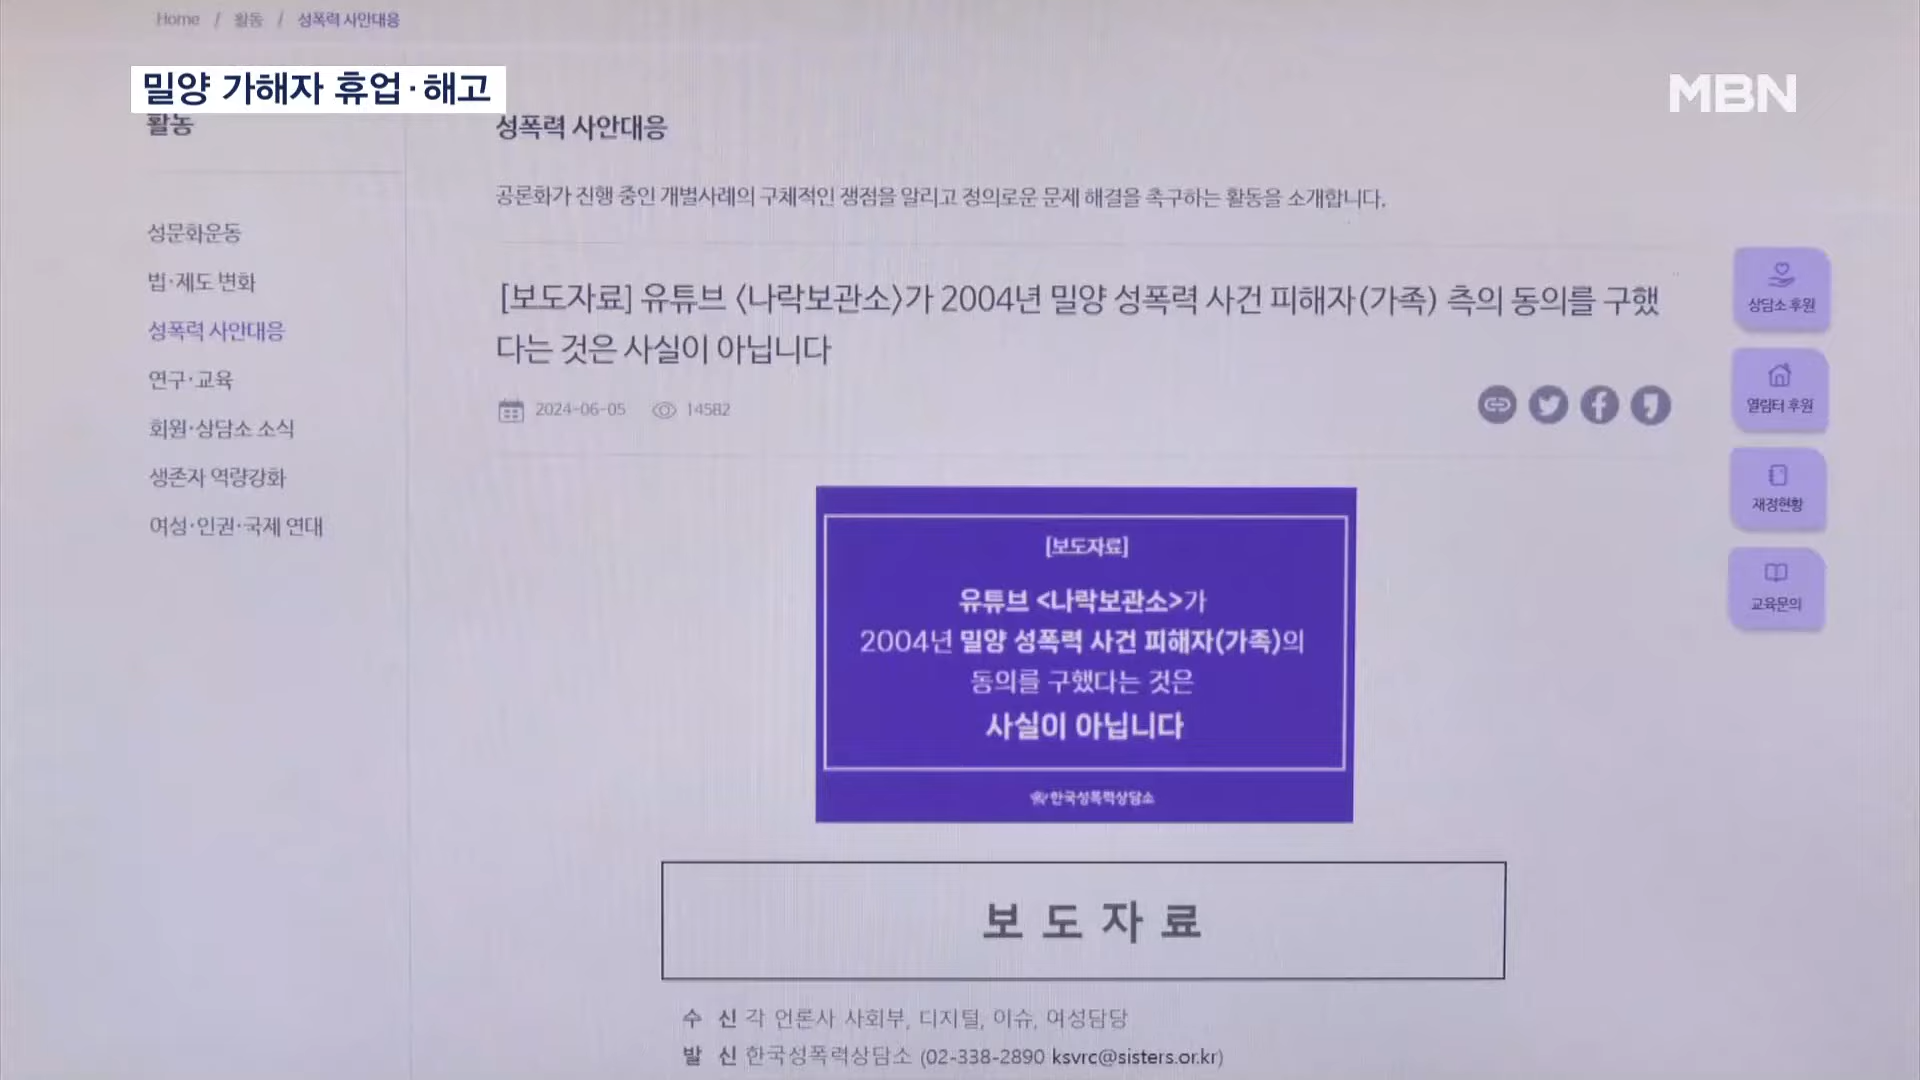 Home / 활동 / 성폭력 사안대응
밀양 가해자 휴업·해고
MBN
활동
성문화운동
법·제도 변화
성폭력 사안대응
연구·교육
회원·상담소 소식
생존자 역량강화
여성·인권·국제 연대
성폭력 사안대응
공론화가 진행 중인 개별사례의 구체적인 쟁점을 알리고 정의로운 문제 해결을 촉구하는 활동을 소개합니다.
[보도자료] 유튜브 <나락보관소>가 2004년 밀양 성폭력 사건 피해자(가족) 측의 동의를 구했
다는 것은 사실이 아닙니다
2024-06-05 14582
상담소 후원
열림터 후원
재정현황
교육문의
[보도자료]
유튜브 <나락보관소>가
2004년 밀양 성폭력 사건 피해자(가족)의
동의를 구했다는 것은
사실이 아닙니다
한국성폭력상담소
보 도 자 료
수 신 각 언론사 사회부, 디지털, 이슈, 여성담당
발 신 한국성폭력상담소 (02-338-2890 ksvrc@sisters.or.kr)